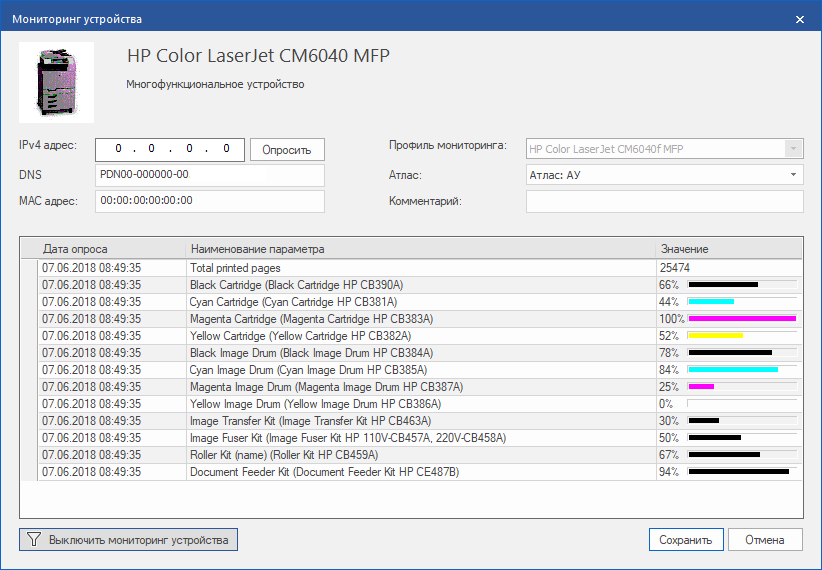 Мониторинг устройства
HP Color LaserJet CM6040 MFP
Многофункциональное устройство
IPv4 адрес: 0 . 0 . 0 . 0 Опросить Профиль мониторинга: HP Color LaserJet CM6040f MFP
DNS PDN00-000000-00 Атлас: Атлас: АУ
MAC адрес: 00:00:00:00:00:00 Комментарий:
Дата опроса Наименование параметра Значение
07.06.2018 08:49:35 Total printed pages 25474
07.06.2018 08:49:35 Black Cartridge (Black Cartridge HP CB390A) 66%
07.06.2018 08:49:35 Cyan Cartridge (Cyan Cartridge HP CB381A) 44%
07.06.2018 08:49:35 Magenta Cartridge (Magenta Cartridge HP CB383A) 100%
07.06.2018 08:49:35 Yellow Cartridge (Yellow Cartridge HP CB382A) 52%
07.06.2018 08:49:35 Black Image Drum (Black Image Drum HP CB384A) 78%
07.06.2018 08:49:35 Cyan Image Drum (Cyan Image Drum HP CB385A) 84%
07.06.2018 08:49:35 Magenta Image Drum (Magenta Image Drum HP CB387A) 25%
07.06.2018 08:49:35 Yellow Image Drum (Yellow Image Drum HP CB386A) 0%
07.06.2018 08:49:35 Image Transfer Kit (Image Transfer Kit HP CB463A) 30%
07.06.2018 08:49:35 Image Fuser Kit (Image Fuser Kit HP 110V-CB457A, 220V-CB458A) 50%
07.06.2018 08:49:35 Roller Kit (name) (Roller Kit HP CB459A) 67%
07.06.2018 08:49:35 Document Feeder Kit (Document Feeder Kit HP CE487B) 94%
Выключить мониторинг устройства Сохранить Отмена